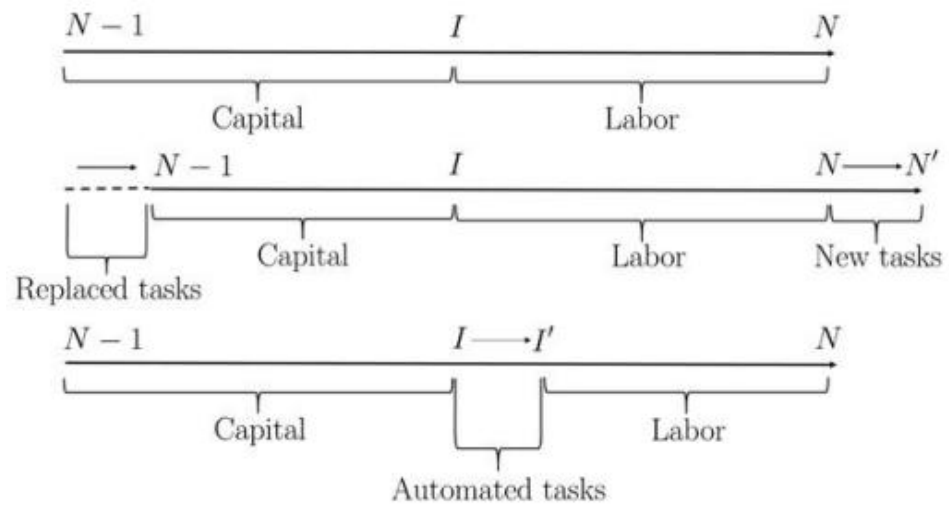 N − 1 I N
Capital Labor
N − 1 I N N′
Capital Labor New tasks
Replaced tasks
N − 1 I I′ N
Capital Labor
Automated tasks